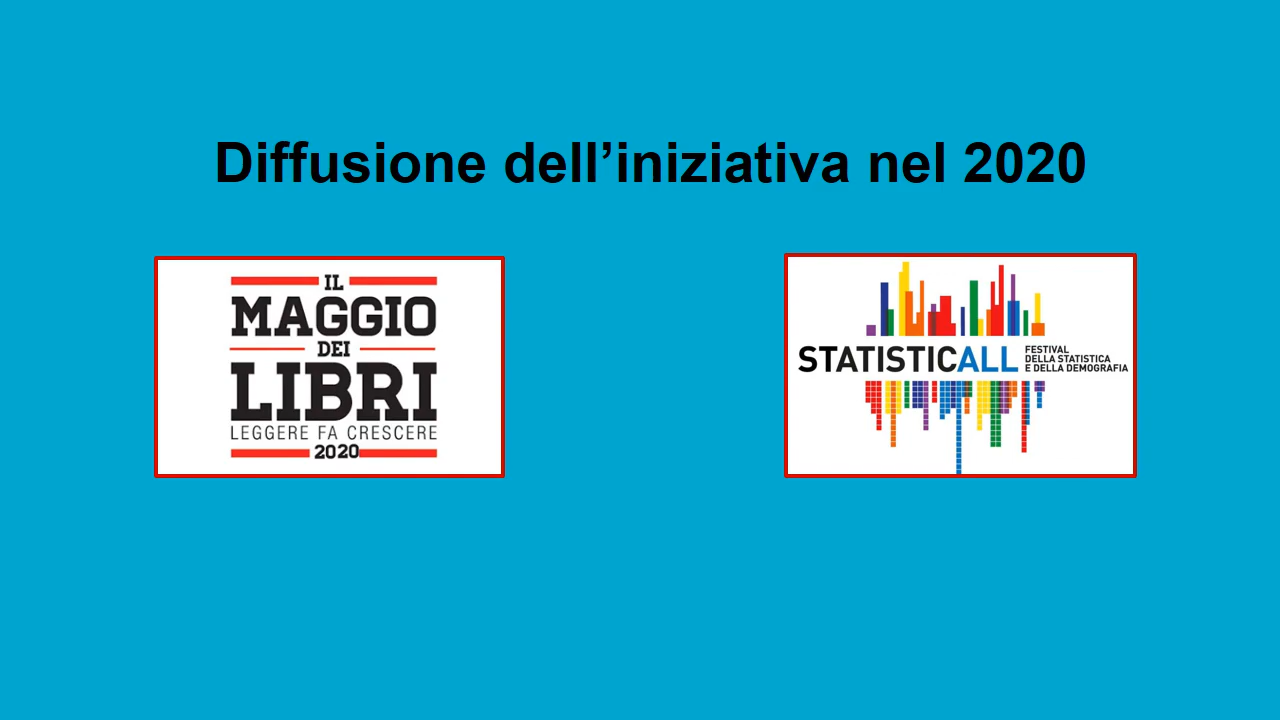 Diffusione dell’iniziativa nel 2020
IL
MAGGIO
DEI
LIBRI
LEGGERE FA CRESCERE
2020
STATISTICALL
FESTIVAL
DELLA STATISTICA
E DELLA DEMOGRAFIA